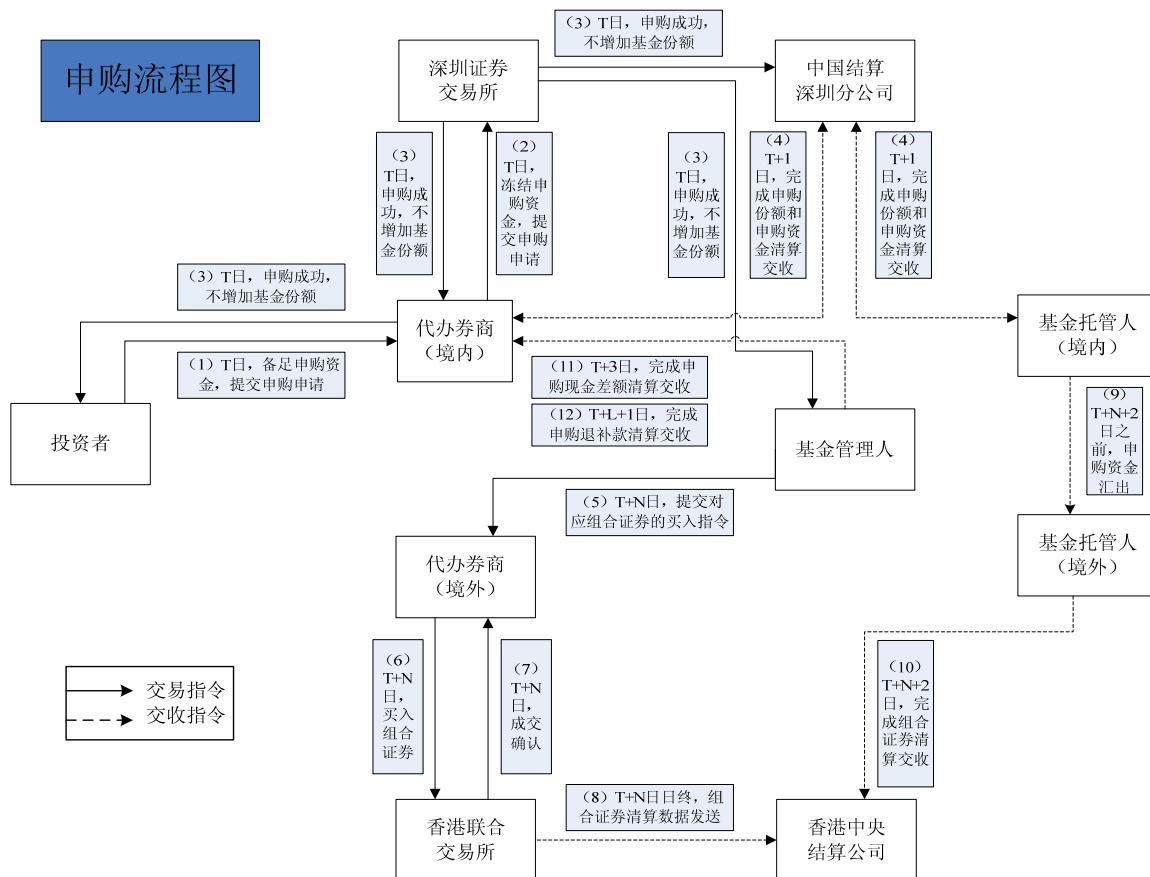 申购流程图
(3) T日，申购成功，
不增加基金份额
深圳证券
交易所
中国结算
深圳分公司
(3)
T日，
申购成
功，不
增加基
金份额
(2)
T日，
冻结申
购资
金，提
交申购
申请
(3)
T日，
申购成
功，不
增加基
金份额
(4)
T+1
日，完
成申购
份额和
申购资
金清算
交收
(4)
T+1
日，完
成申购
份额和
申购资
金清算
交收
(3) T日，申购成功，
不增加基金份额
代办券商
（境内）
基金托管人
（境内）
(1) T日，备足申购资
金，提交申购申请
(11) T+3日，完成申
购现金差额清算交收
(12) T+L+1日，完成
申购退补款清算交收
投资者
基金管理人
(9)
T+N+2
日之
前，申
购资金
汇出
(5) T+N日，提交对
应组合证券的买入指令
代办券商
（境外）
基金托管人
（境外）
(6)
T+N
日，
买入
组合
证券
(7)
T+N
日，
成交
确认
(10)
T+N+2
日，完
成组合
证券清
算交收
交易指令
交收指令
(8) T+N日日终，组
合证券清算数据发送
香港联合
交易所
香港中央
结算公司